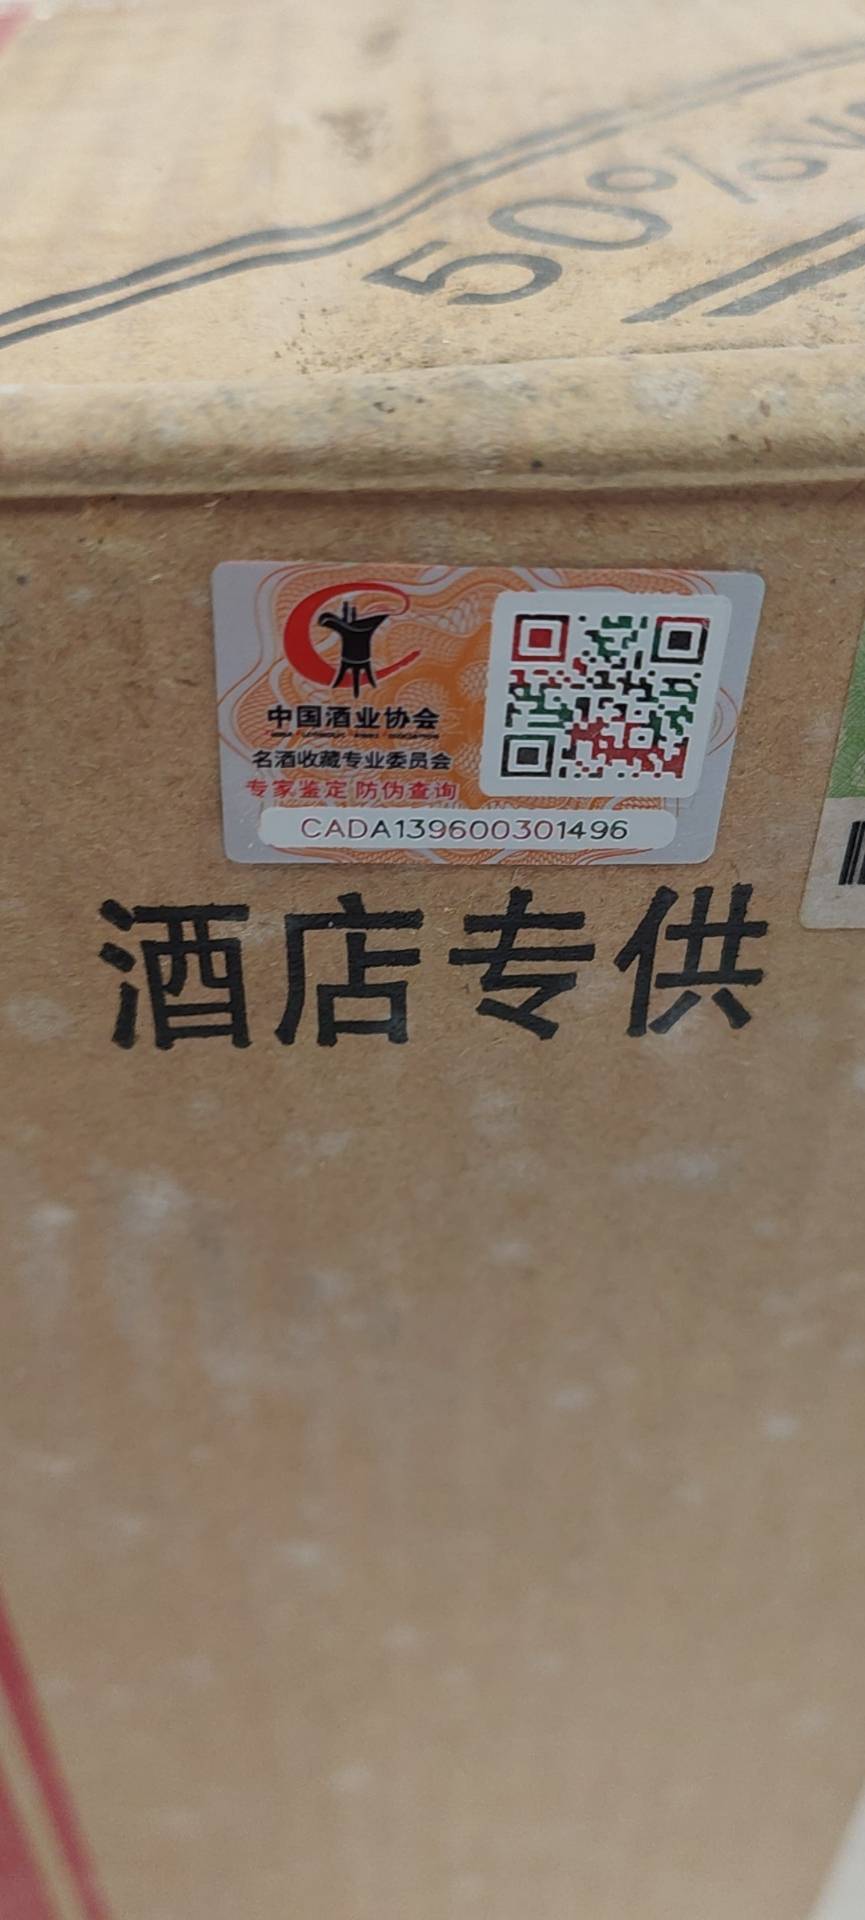 50%vo
中国酒业协会
名酒收藏专业委员会
专家鉴定 防伪查询
CADA139600301496
酒店专供